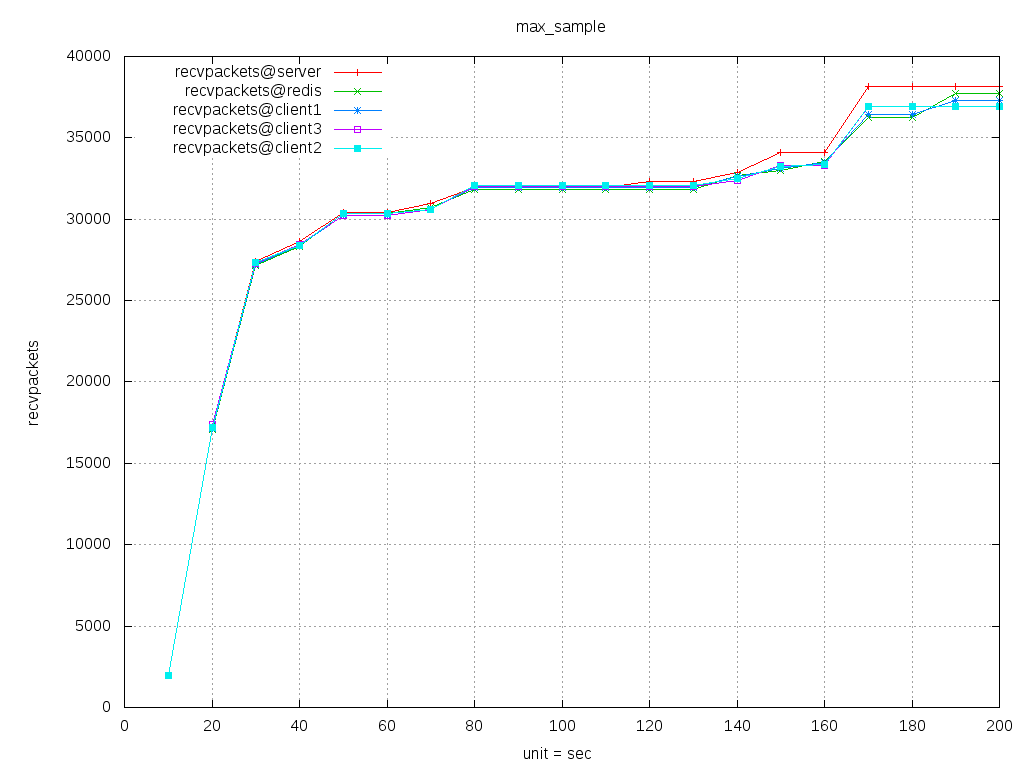 max_sample
40000
35000
30000
25000
20000
15000
10000
5000
0
recvpackets@server
recvpackets@redis
recvpackets@client1
recvpackets@client3
recvpackets@client2
recvpackets
0 20 40 60 80 100 120 140 160 180 200
unit = sec